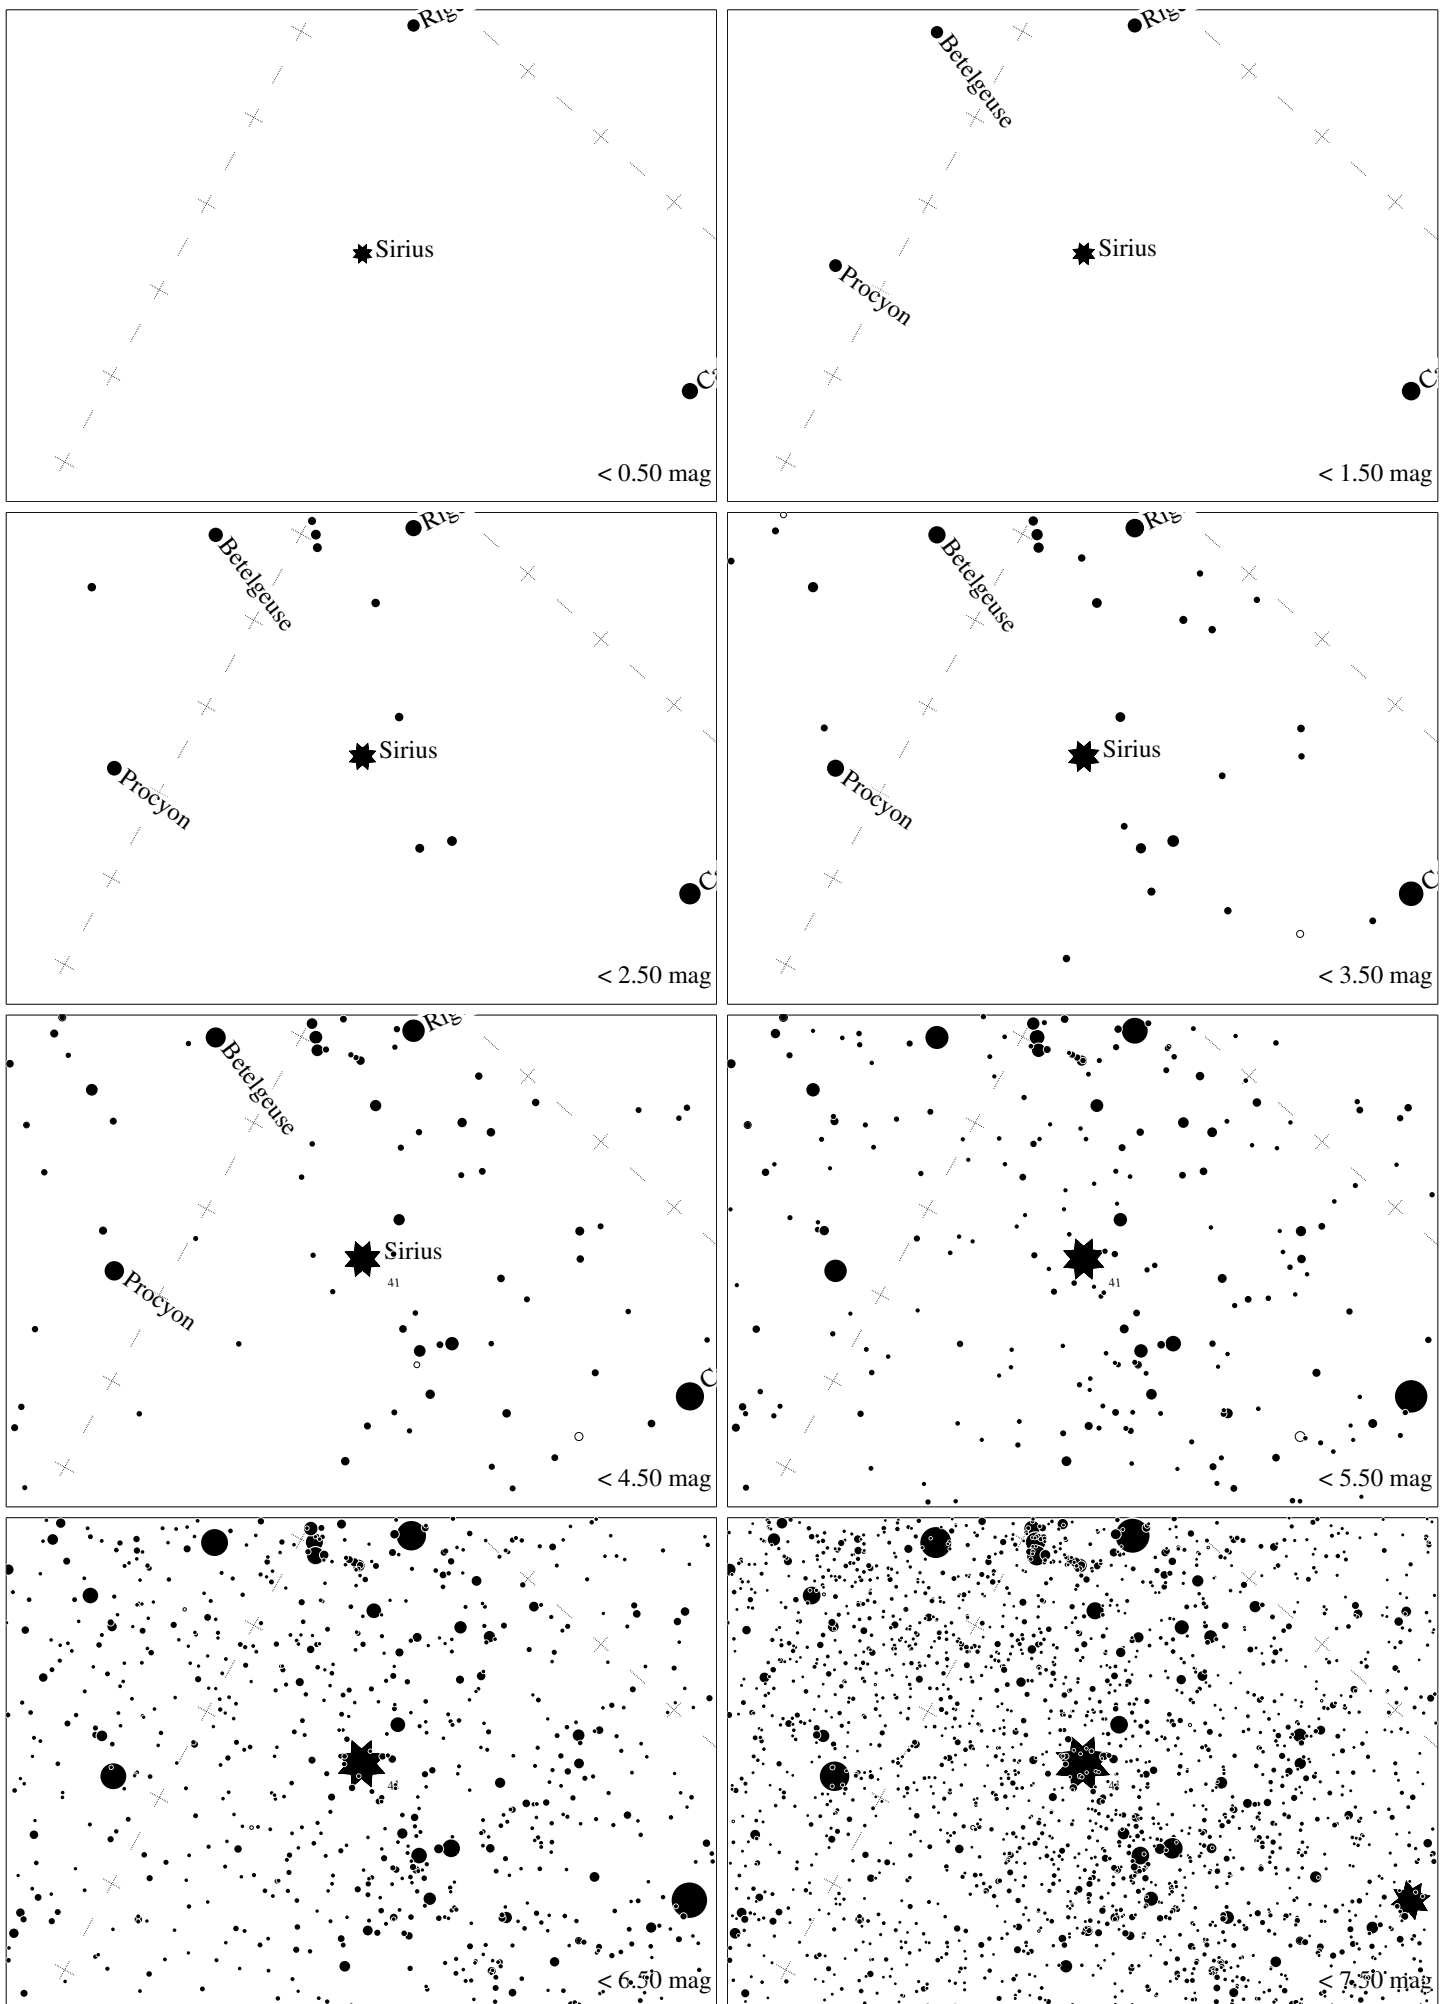 Sirius
< 0.50 mag
Betelgeuse
Sirius
Procyon
< 1.50 mag
Betelgeuse
Sirius
Procyon
< 2.50 mag
Betelgeuse
Sirius
Procyon
< 3.50 mag
Betelgeuse
Sirius
41
Procyon
< 4.50 mag
41
< 5.50 mag
< 6.50 mag
< 7.50 mag